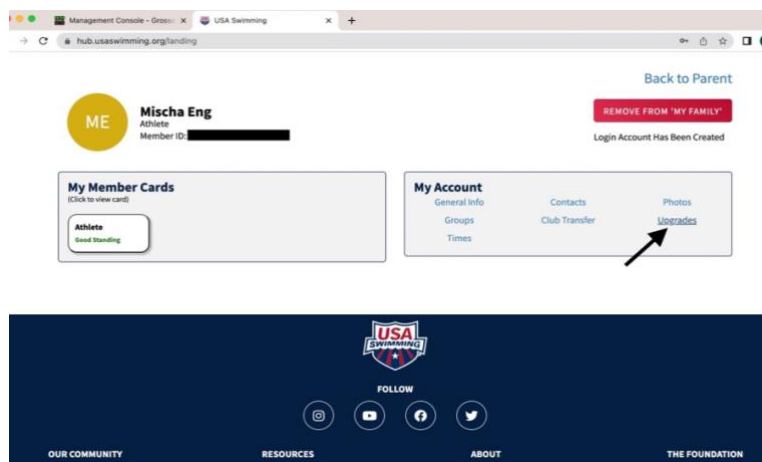 Management Console – Grosse
USA Swimming
hub.usaswimming.org/landing
Back to Parent
ME
Mischa Eng
Athlete
Member ID:
REMOVE FROM 'MY FAMILY'
Login Account Has Been Created
My Member Cards
(Click to view card)
Athlete
Good Standing
My Account
General Info Contacts Photos
Groups Club Transfer Upgrades
Times
USA
SWIMMING
FOLLOW
OUR COMMUNITY RESOURCES ABOUT THE FOUNDATION